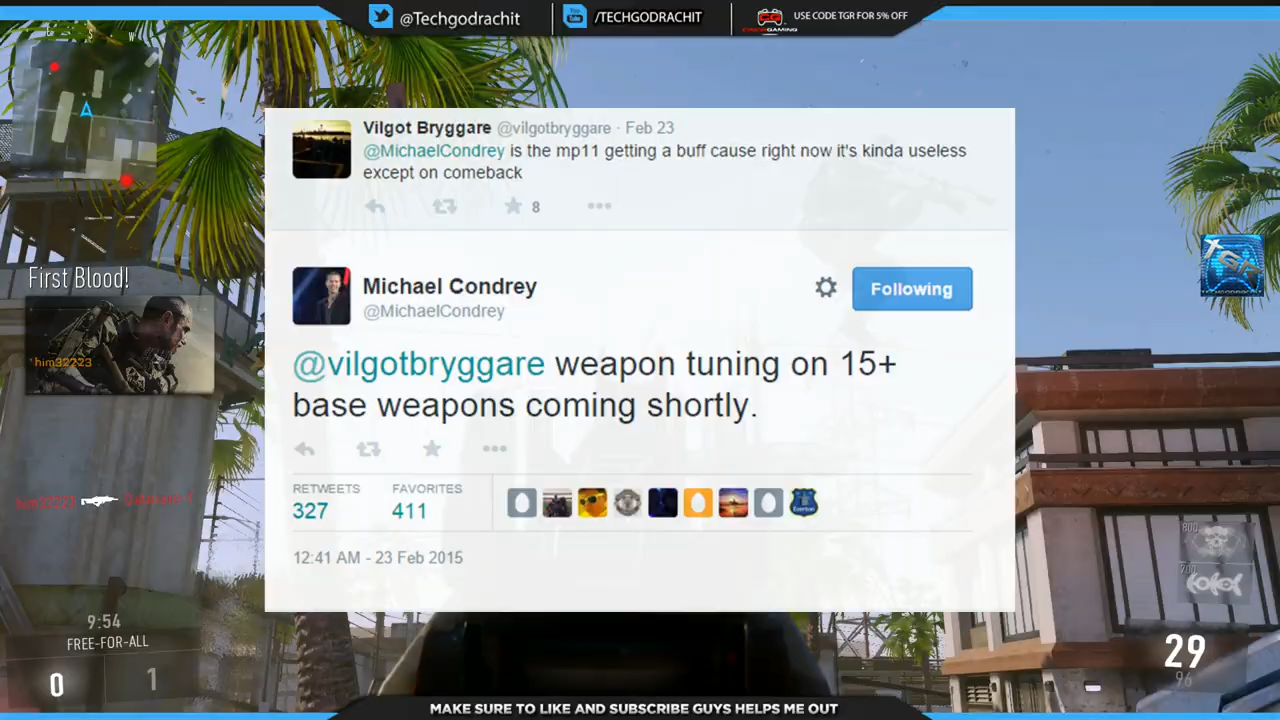 @Techgodrachit
/TECHGODRACHIT
USE CODE TGR FOR 5% OFF
Vilgot Bryggare @vilgotbryggare · Feb 23
@MichaelCondrey is the mp11 getting a buff cause right now it's kinda useless
except on comeback
8
Michael Condrey
@MichaelCondrey
Following
@vilgotbryggare weapon tuning on 15+
base weapons coming shortly.
RETWEETS
327
FAVORITES
411
12:41 AM - 23 Feb 2015
First Blood!
him32223
him32223
9:54
FREE-FOR-ALL
0
1
TGR
800
29
96
MAKE SURE TO LIKE AND SUBSCRIBE GUYS HELPS ME OUT